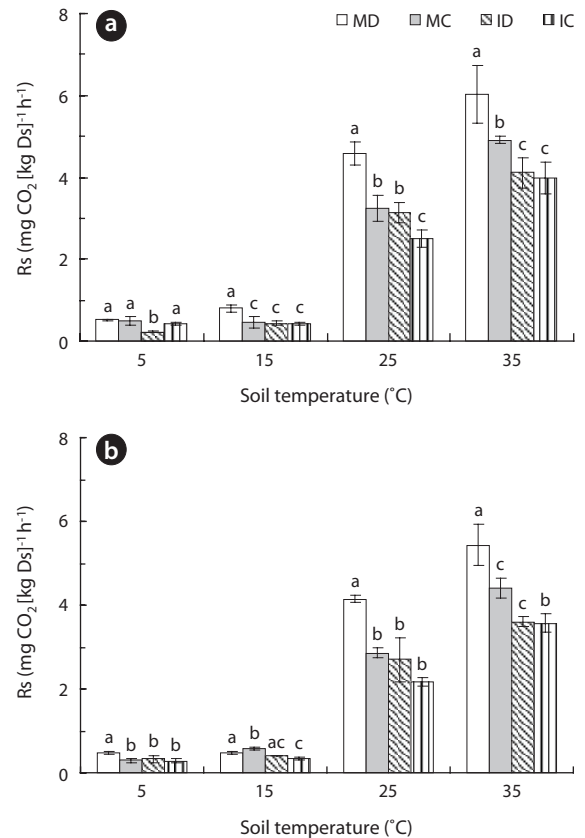 a
MD MC ID IC
8
6
4
2
0
Rs (mg CO2 [kg Ds]-1 h-1)
a a b a
a c c c
a b b c
a b c c
5 15 25 35
Soil temperature (˚C)
b
8
6
4
2
0
Rs (mg CO2 [kg Ds]-1 h-1)
a b b b
a b ac c
a b b b
a c c b
5 15 25 35
Soil temperature (˚C)